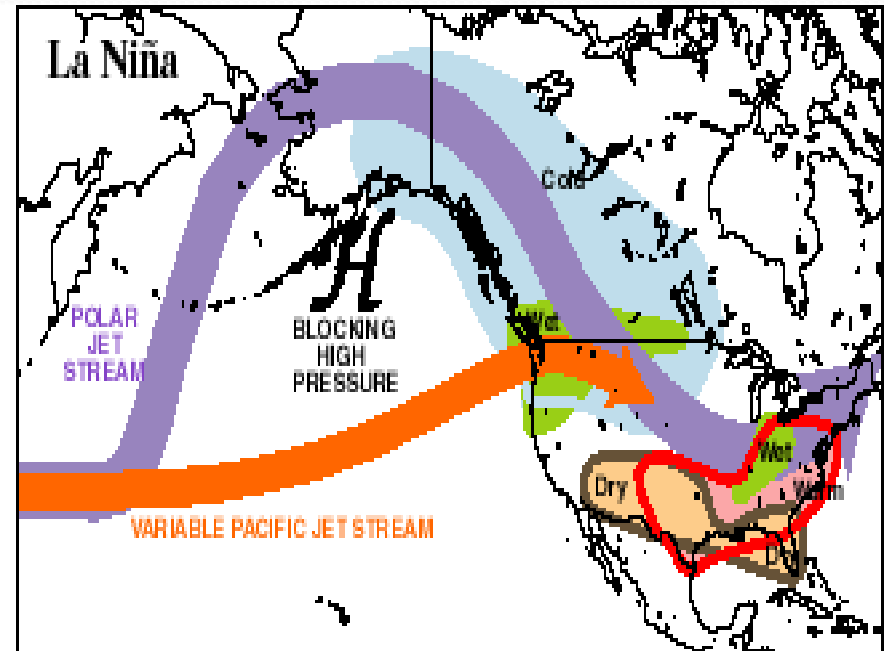 La Niña
Cold
H
POLAR
JET
STREAM
BLOCKING
HIGH
PRESSURE
Wet
VARIABLE PACIFIC JET STREAM
Dry
Wet
Warm
Dry